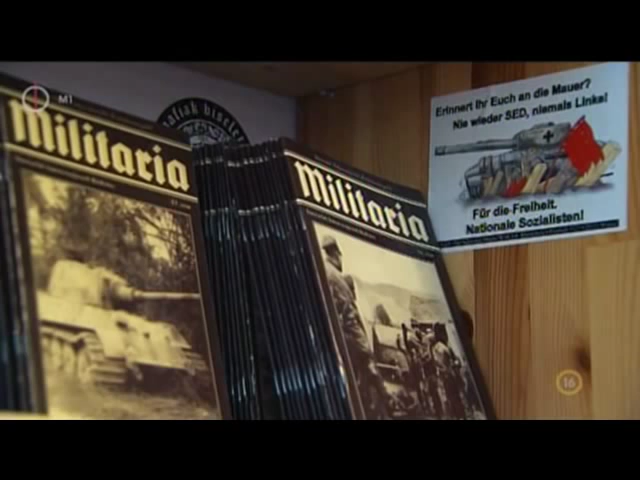 M1
Militaria
Militaria
Erinnert Ihr Euch an die Mauer?
Nie wieder SED, niemals Linke!
Für die Freiheit.
Nationale Sozialisten!
16